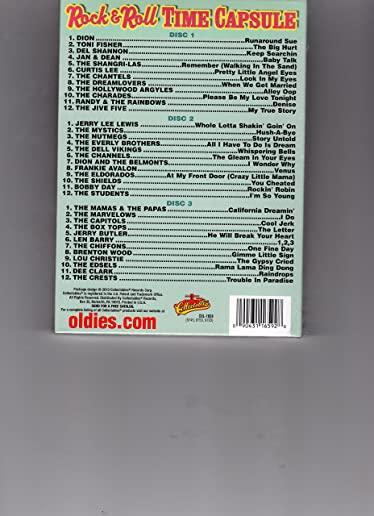 Rock & Roll TIME CAPSULE
DISC 1
1. DION Runaround Sue
2. TONI FISHER The Big Hurt
3. DEL SHANNON Keep Searchin
4. JAN & DEAN Baby Talk
5. THE SHANGRI-LAS Remember (Walking In The Sand)
6. CURTIS LEE Pretty Little Angel Eyes
7. THE CHANTELS Look In My Eyes
8. THE DREAMLOVERS When We Get Married
9. THE HOLLYWOOD ARGYLES Alley Oop
10. THE CHARADES Please Be My Love Tonight
11. RANDY & THE RAINBOWS Denise
12. THE JIVE FIVE My True Story
DISC 2
1. JERRY LEE LEWIS Whole Lotta Shakin' Goin' On
2. THE MYSTICS Hush-A-Bye
3. THE NUTMEGS Story Untold
4. THE EVERLY BROTHERS All I Have To Do Is Dream
5. THE DELL VIKINGS Whispering Bells
6. THE CHANNELS The Gleam In Your Eyes
7. DION AND THE BELMONTS I Wonder Why
8. FRANKIE AVALON Venus
9. THE ELDORADOS At My Front Door (Crazy Little Mama)
10. THE SHIELDS You Cheated
11. BOBBY DAY Rockin' Robin
12. THE STUDENTS I'm So Young
DISC 3
1. THE MAMAS & THE PAPAS California Dreamin'
2. THE MARVELOWS I Do
3. THE CAPITOLS Cool Jerk
4. THE BOX TOPS The Letter
5. JERRY BUTLER He Will Break Your Heart
6. LEN BARRY 1,2,3
7. THE CHIFFONS One Fine Day
8. BRENTON WOOD Gimme Little Sign
9. LOU CHRISTIE The Gypsy Cried
10. THE EDSELS Rama Lama Ding Dong
11. DEE CLARK Raindrops
12. THE CRESTS Trouble In Paradise
oldies.com
Collectables